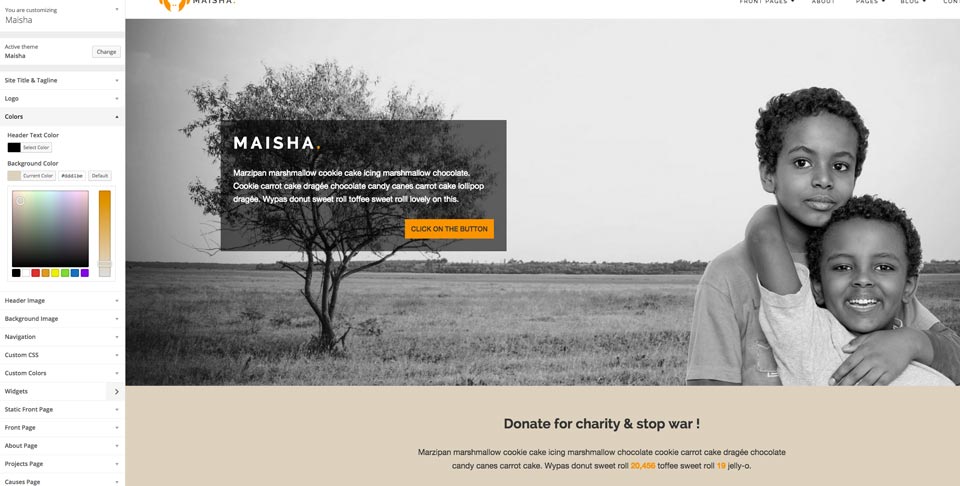 You are customizing
Maisha
Active theme
Maisha
Change
Site Title & Tagline
Logo
Colors
Header Text Color
Select Color
Background Color
Current Color
Default
Header Image
Background Image
Navigation
Custom CSS
Custom Colors
Widgets
Static Front Page
Front Page
About Page
Projects Page
Causes Page
MAISHA.
FRONT PAGES
ABOUT
PAGES
BLOG
MAISHA.
Marzipan marshmallow cookie cake icing marshmallow chocolate.
Cookie carrot cake dragée chocolate candy canes carrot cake lollipop
dragée. Wypas donut sweet roll toffee sweet rolll lovely on this.
CLICK ON THE BUTTON
Donate for charity & stop war !
Marzipan marshmallow cookie cake icing marshmallow chocolate cookie carrot cake dragée chocolate
candy canes carrot cake. Wypas donut sweet roll 20,456 toffee sweet roll 19 jelly-o.